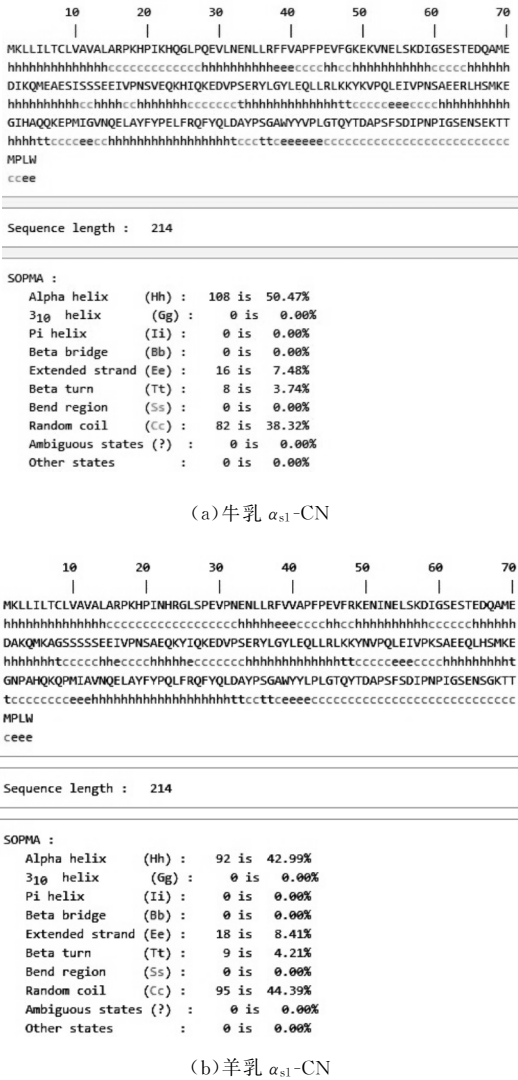 10 20 30 40 50 60 70
MKLLILTCLVAVALARPKHPIKHQGLPQEVLNENLLRFFVAPFPEVFGKEKVNELSKDIGSESTEDQAME
hhhhhhhhhhhhhhccccccccccccchhhhhhhhhheeecccchhcchhhhhhhhhhhccccchhhhhh
DIKQMEAESISSSEEIVPNSVEQKHIQKEDVPSERYLGYLEQLLRLKKYKVPQLEIVPNSAEERLHSMKE
hhhhhhhhhhcchhhhcchhhhhhhcccccccthhhhhhhhhhhhhttccccceeecccchhhhhhhhhh
GIHAQQKEPMIGVNQELAYFYPELFRQFYQLDAYPSGAWYYVPLGTQYTDAPSFSDIPNPIGSENSEKTT
hhhhttcccceecchhhhhhhhhhhhhhhhhtcccttceeeeeecccccccccccccccccccccccccc
MPLW
ccee
Sequence length : 214
SOPMA :
Alpha helix (Hh) : 108 is 50.47%
3₁₀ helix (Gg) : 0 is 0.00%
Pi helix (Ii) : 0 is 0.00%
Beta bridge (Bb) : 0 is 0.00%
Extended strand (Ee) : 16 is 7.48%
Beta turn (Tt) : 8 is 3.74%
Bend region (Ss) : 0 is 0.00%
Random coil (Cc) : 82 is 38.32%
Ambiguous states (?) : 0 is 0.00%
Other states : 0 is 0.00%
(a)牛乳 αs1-CN
10 20 30 40 50 60 70
MKLLILTCLVAVALARPKHPINHRGLSPEVPNENLLRFVVAPFPEVFRKENINELSKDIGSESTEDQAME
hhhhhhhhhhhhhhcccccccccccccccccchhhhheeecccchhcchhhhhhhhhhcccccchhhhhh
DAKQMKAGSSSSSEEIVPNSAEQKYIQKEDVPSERYLGYLEQLLRLKKYNVPQLEIVPKSAEEQLHSMKE
hhhhhhhtccccchhecccchhhhheccccccchhhhhhhhhhhhhttccccceeecccchhhhhhhhht
GNPAHQKQPMIAVNQELAYFYPQLFRQFYQLDAYPSGAWYYLPLGTQYTDAPSFSDIPNPIGSENSGKTT
tcccccccceeehhhhhhhhhhhhhhhhhhhttccttceeeecccccccccccccccccccccccccccc
MPLW
ceee
Sequence length : 214
SOPMA :
Alpha helix (Hh) : 92 is 42.99%
3₁₀ helix (Gg) : 0 is 0.00%
Pi helix (Ii) : 0 is 0.00%
Beta bridge (Bb) : 0 is 0.00%
Extended strand (Ee) : 18 is 8.41%
Beta turn (Tt) : 9 is 4.21%
Bend region (Ss) : 0 is 0.00%
Random coil (Cc) : 95 is 44.39%
Ambiguous states (?) : 0 is 0.00%
Other states : 0 is 0.00%
(b)羊乳 αs1-CN